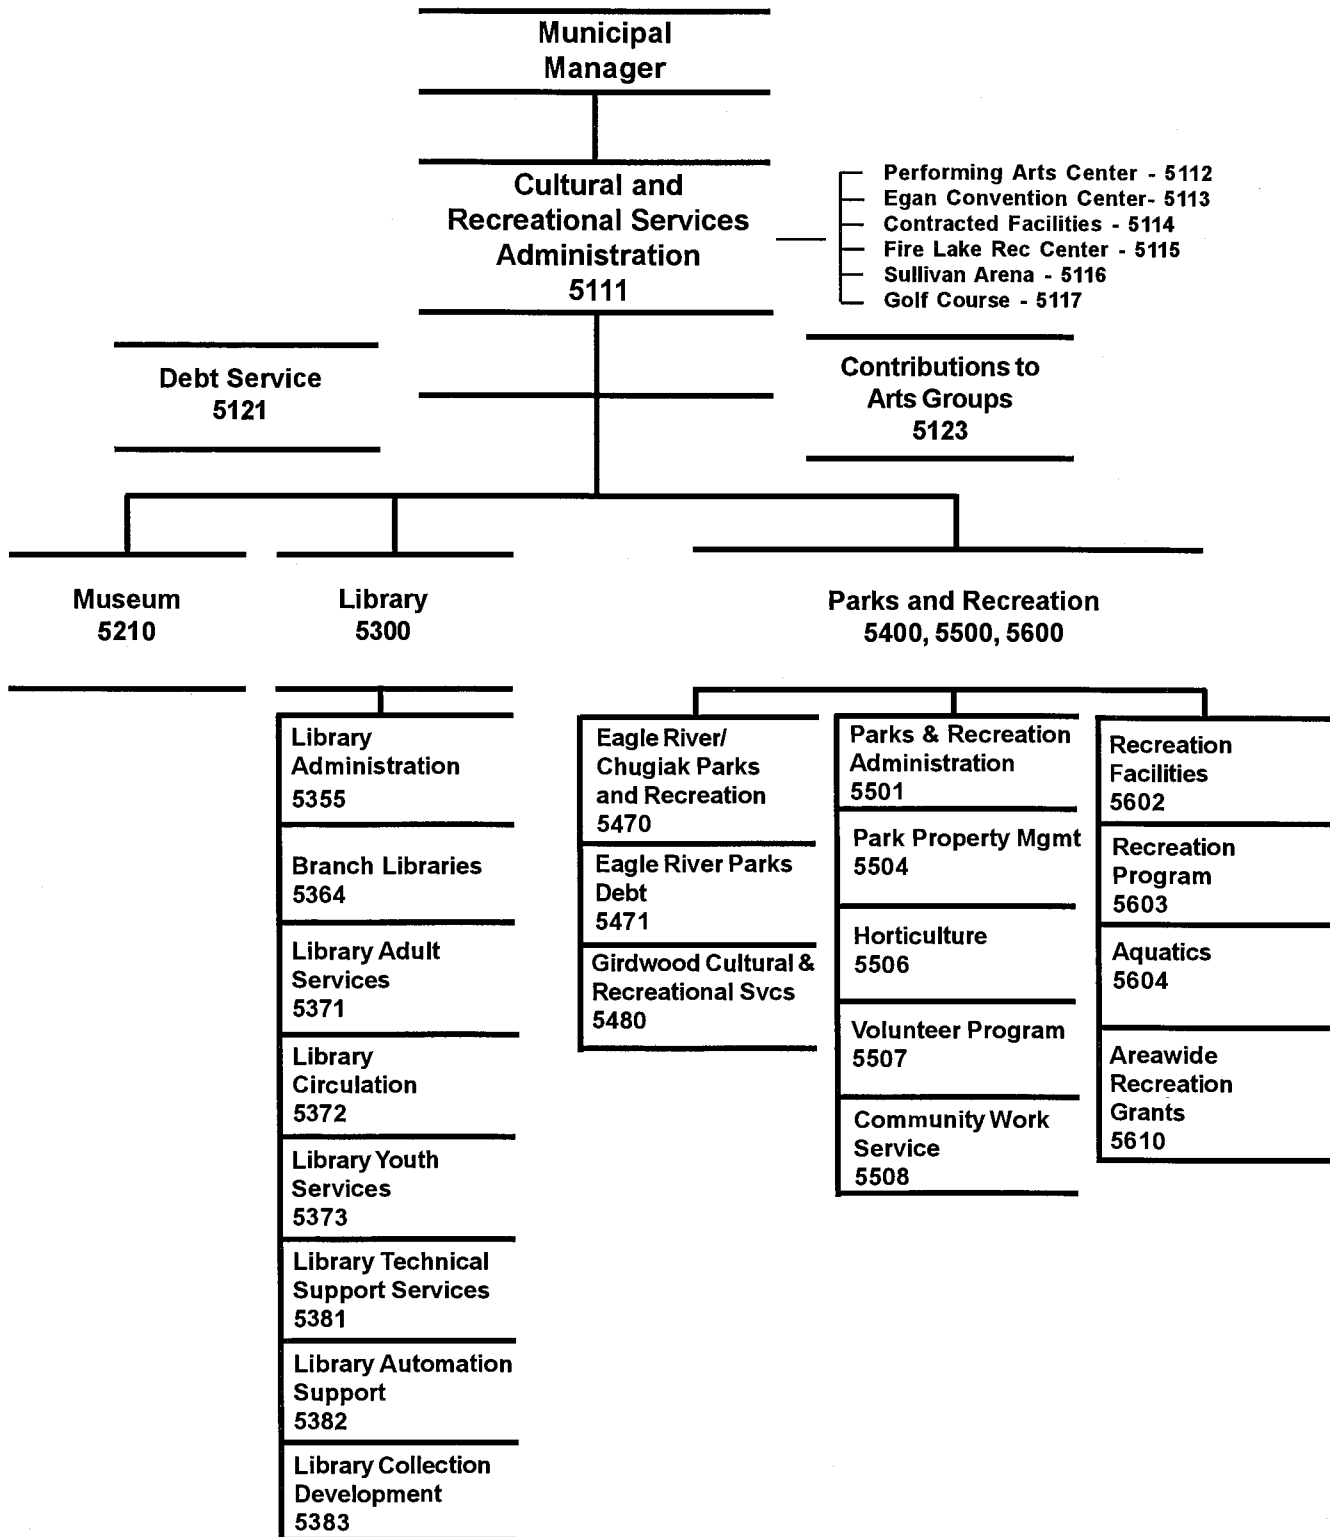 Municipal
Manager
Cultural and
Recreational Services
Administration
5111
Performing Arts Center - 5112
Egan Convention Center- 5113
Contracted Facilities - 5114
Fire Lake Rec Center - 5115
Sullivan Arena - 5116
Golf Course - 5117
Debt Service
5121
Contributions to
Arts Groups
5123
Museum
5210
Library
5300
Parks and Recreation
5400, 5500, 5600
Library
Administration
5355
Branch Libraries
5364
Library Adult
Services
5371
Library
Circulation
5372
Library Youth
Services
5373
Library Technical
Support Services
5381
Library Automation
Support
5382
Library Collection
Development
5383
Eagle River/
Chugiak Parks
and Recreation
5470
Eagle River Parks
Debt
5471
Girdwood Cultural &
Recreational Svcs
5480
Parks & Recreation
Administration
5501
Park Property Mgmt
5504
Horticulture
5506
Volunteer Program
5507
Community Work
Service
5508
Recreation
Facilities
5602
Recreation
Program
5603
Aquatics
5604
Areawide
Recreation
Grants
5610